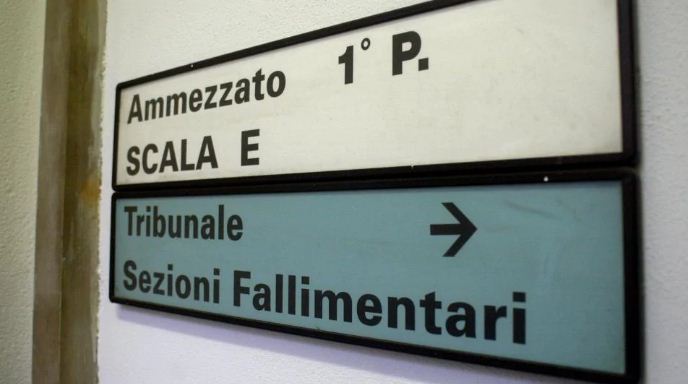 Ammezzato 1° P.
SCALA E
Tribunale →
Sezioni Fallimentari